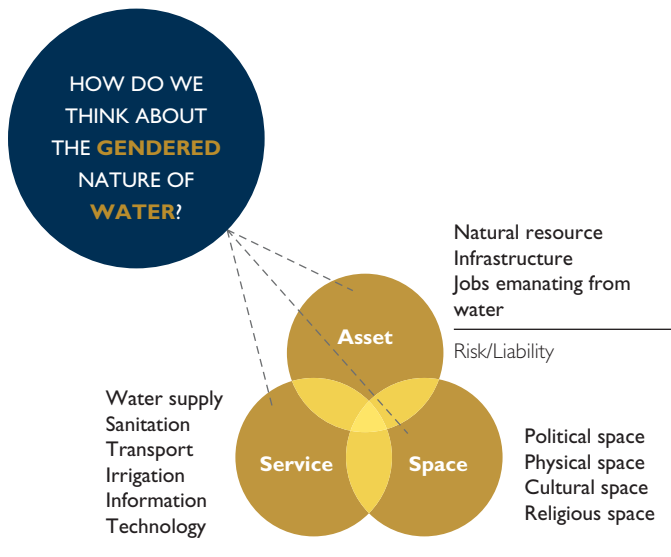 HOW DO WE
THINK ABOUT
THE GENDERED
NATURE OF
WATER?
Natural resource
Infrastructure
Jobs emanating from
water
Risk/Liability
Asset
Water supply
Sanitation
Transport
Irrigation
Information
Technology
Service
Space
Political space
Physical space
Cultural space
Religious space